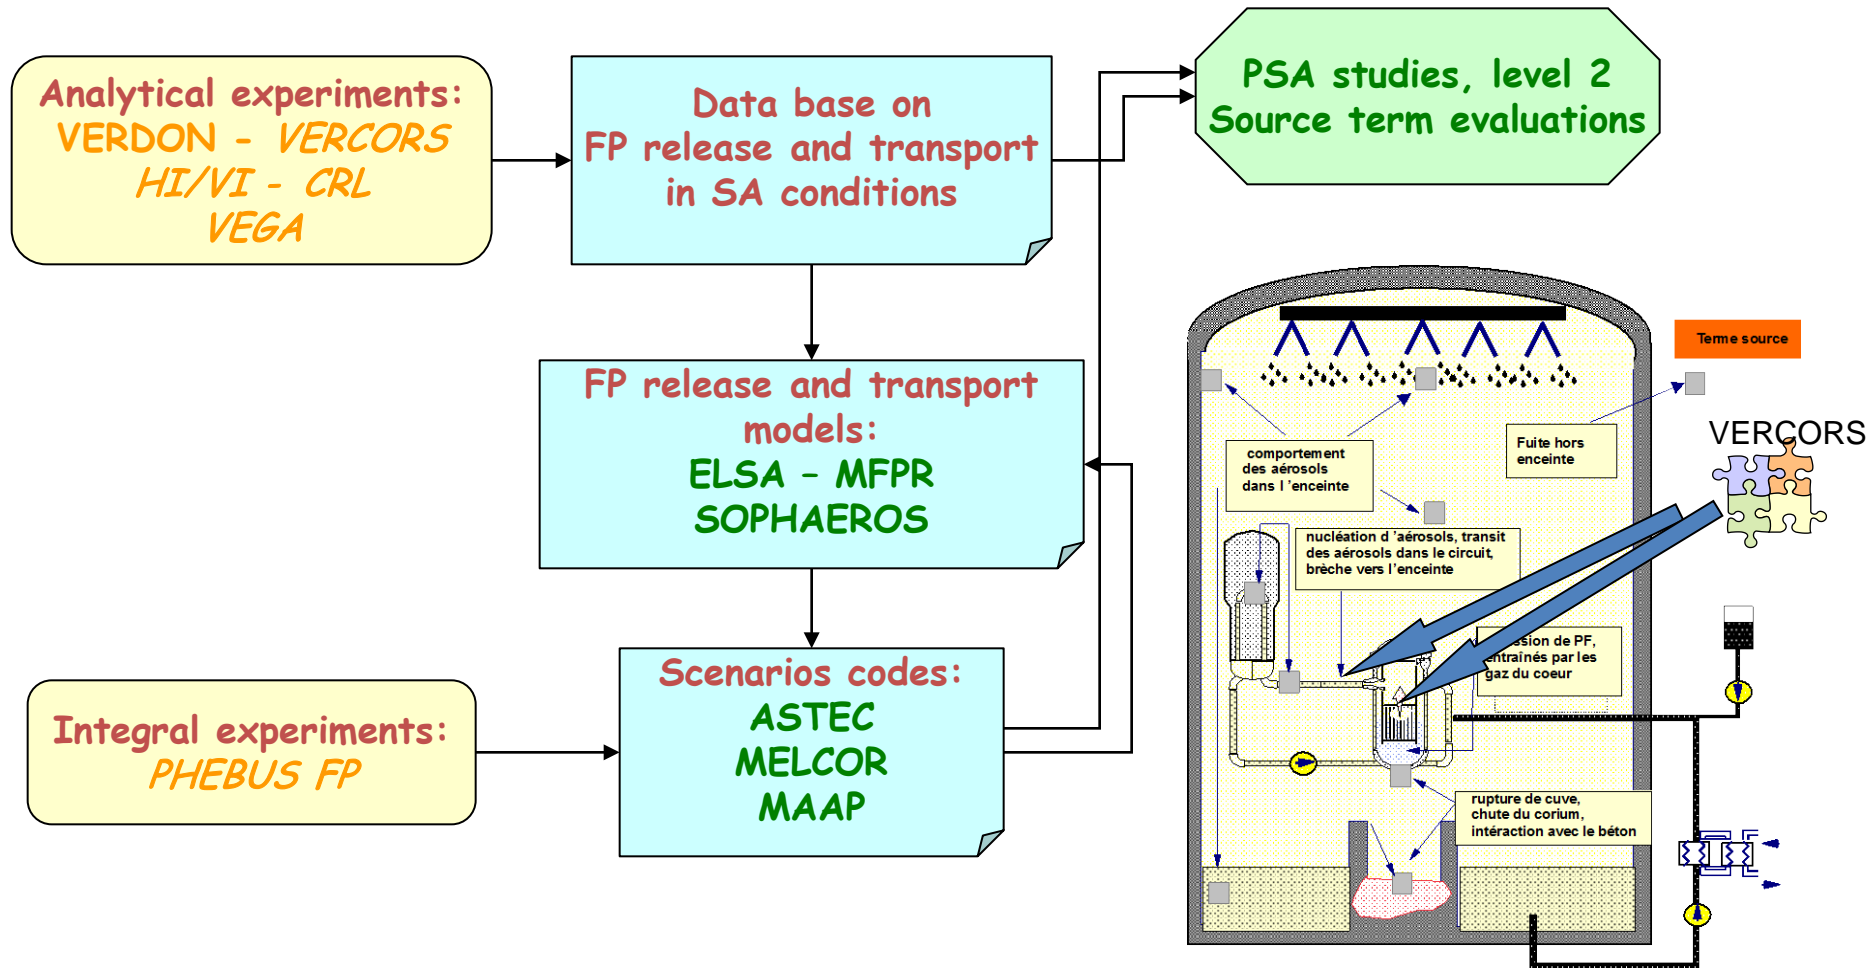 Analytical experiments:
VERDON - VERCORS
HI/VI - CRL
VEGA
Data base on
FP release and transport
in SA conditions
PSA studies, level 2
Source term evaluations
FP release and transport
models:
ELSA – MFPR
SOPHAEROS
Integral experiments:
PHEBUS FP
Scenarios codes:
ASTEC
MELCOR
MAAP
Terme source
VERCORS
Fuite hors
enceinte
comportement
des aérosols
dans l 'enceinte
nucléation d 'aérosols, transit
des aérosols dans le circuit,
brèche vers l'enceinte
de PF,
entraînés par les
gaz du coeur
rupture de cuve,
chute du corium,
intéraction avec le béton